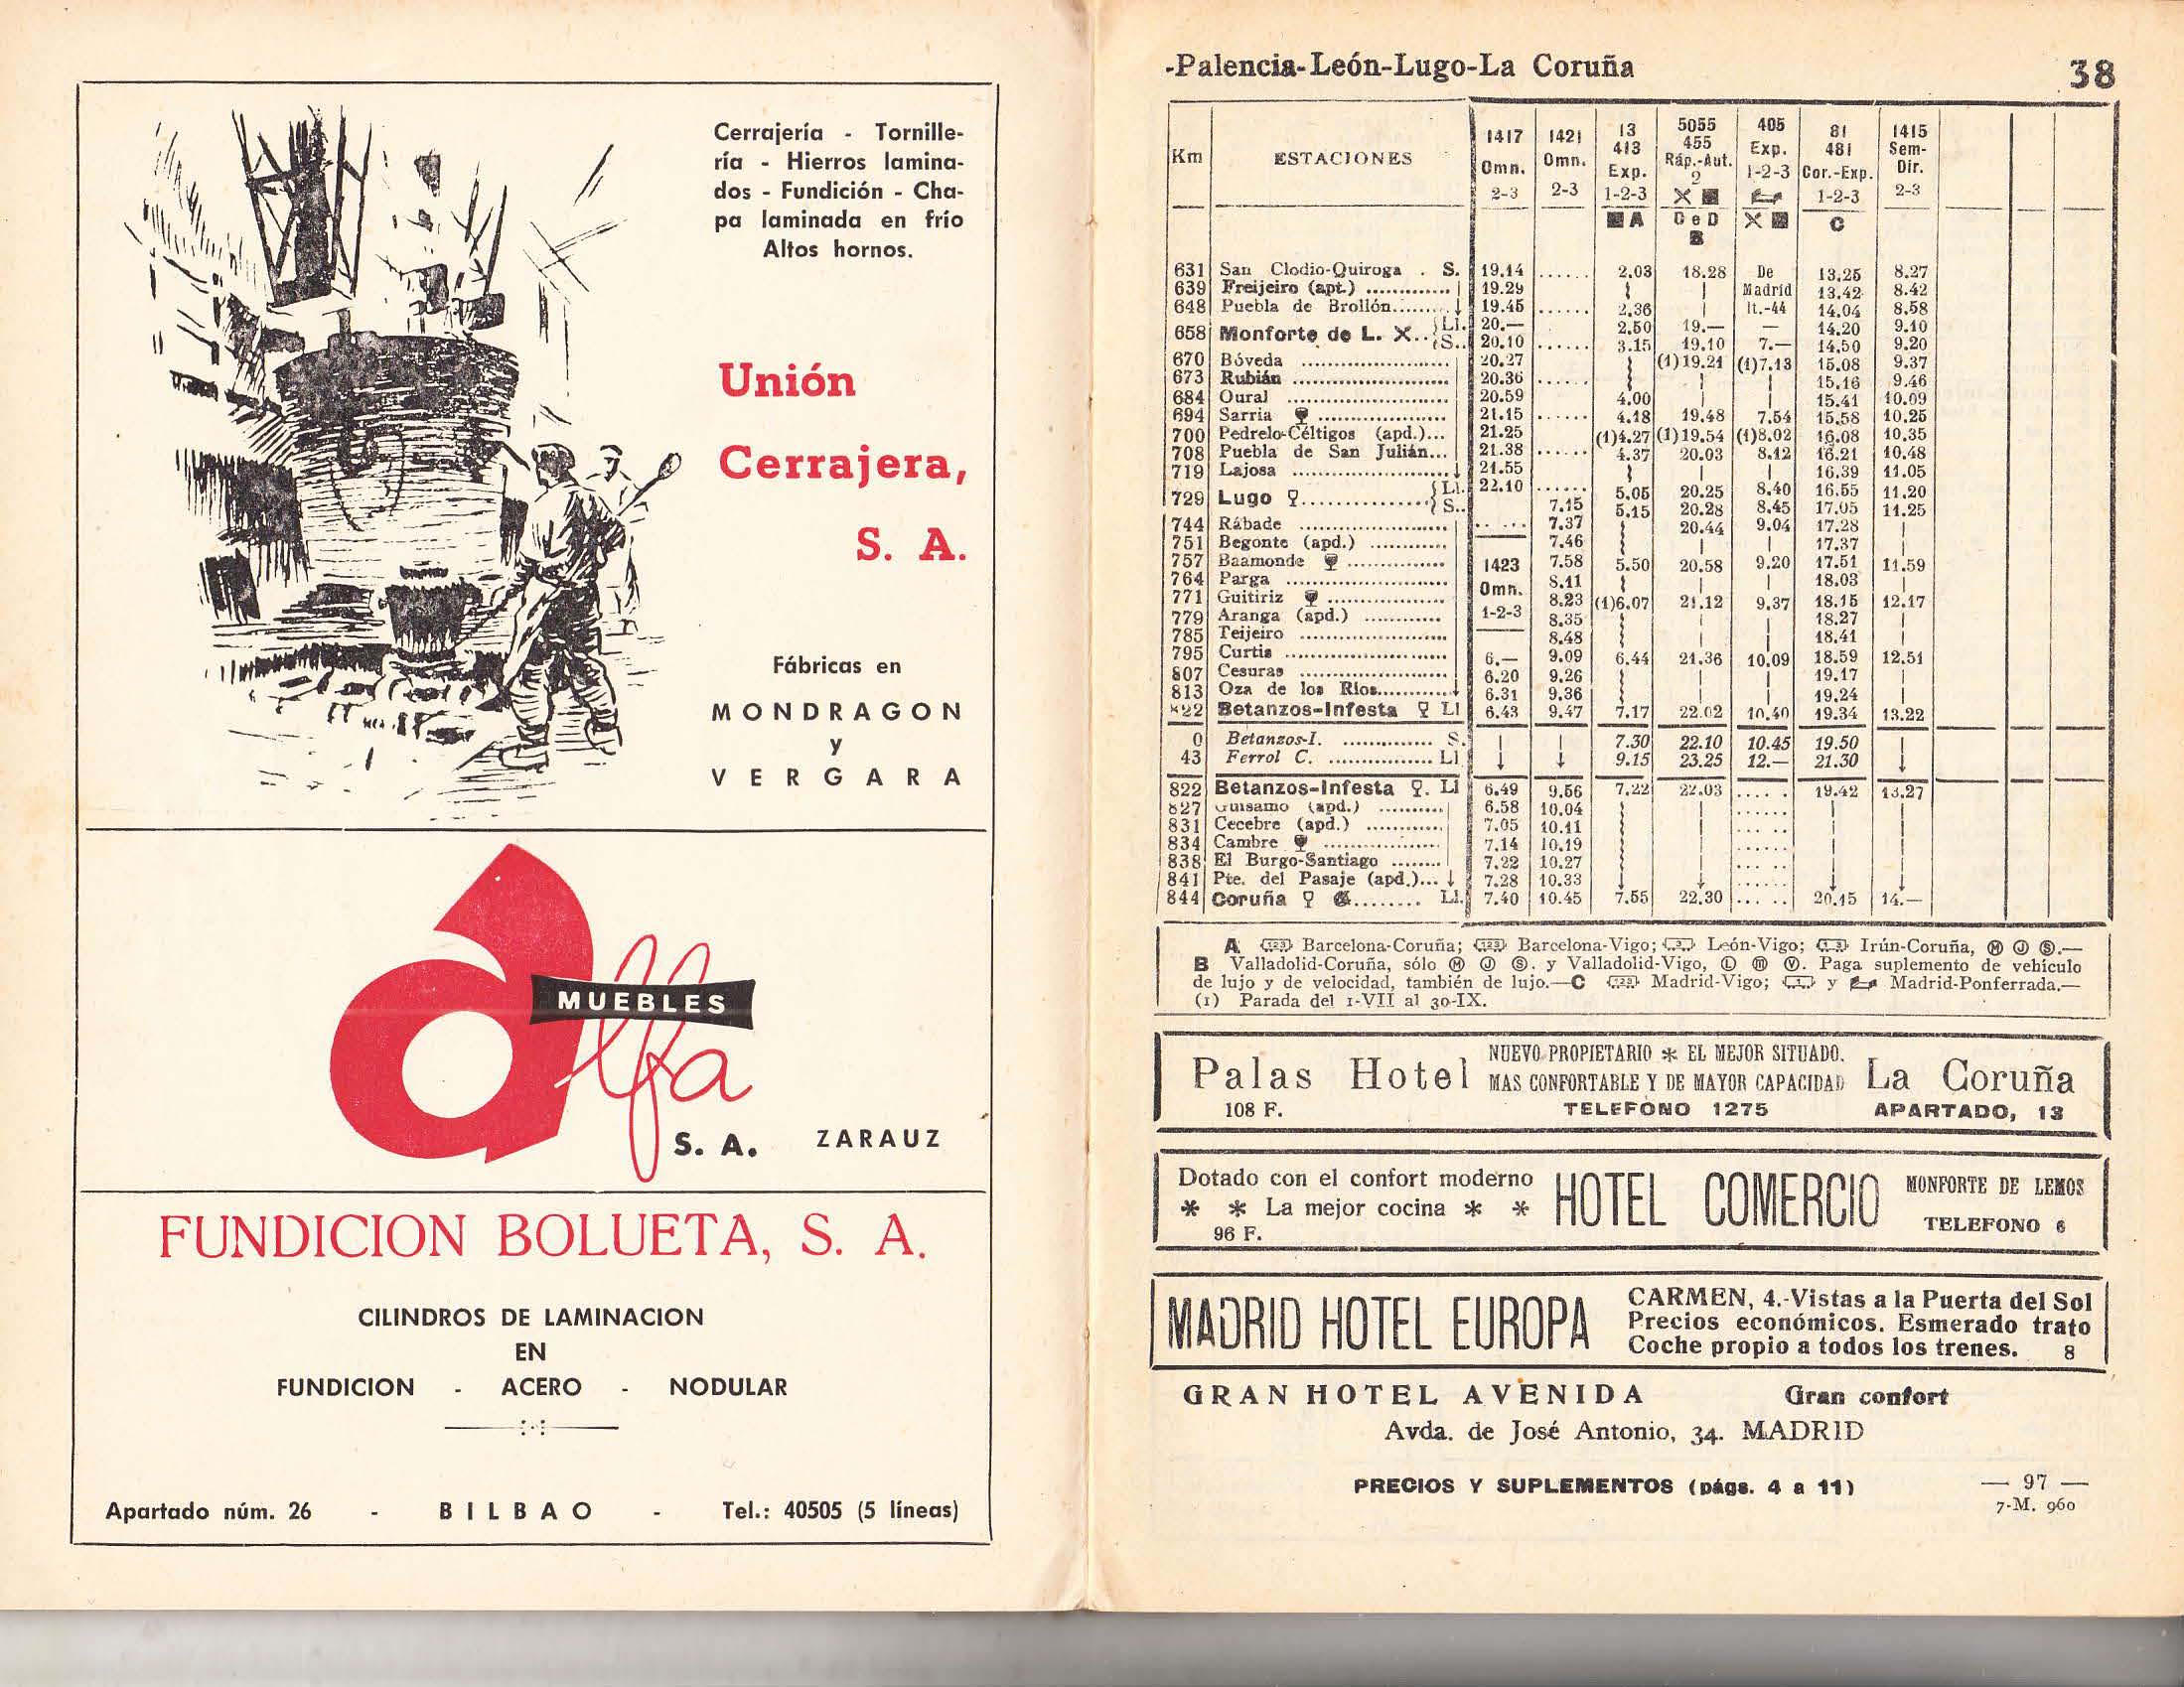 Cerrajería - Tornille-
ría - Hierros lamina-
dos - Fundición - Cha-
pa laminada en frío
Altos hornos.
Unión
Cerrajera,
S. A.
Fábricas en
MONDRAGON
y
VERGARA
MUEBLES
alfa
S. A. ZARAUZ
FUNDICION BOLUETA, S. A.
CILINDROS DE LAMINACION
EN
FUNDICION - ACERO - NODULAR
Apartado núm. 26 - BILBAO - Tel.: 40505 (5 líneas)
-Palencia-León-Lugo-La Coruña 38
Km ESTACIONES 1417 Omn. 2-3 1421 Omn. 2-3 13 413 Exp. 1-2-3 A 5055 455 Ráp.-Aut. 2 C e D B 405 Exp. 1-2-3 81 481 Cor.-Exp. 1-2-3 C 1415 Sem-Dir. 2-3
631 San Clodio-Quiroga . S. 19.14 ...... 2.03 18.28 De 13.25 8.27
639 Freijeiro (apt.) ............. 19.29 Madrid 13.42 8.42
648 Puebla de Brollón......... 19.45 ...... 2.36 It.-44 14.04 8.58
658 Monforte de L. X.. Ll. 20.— 2.50 19.— — 14.20 9.10
S.. 20.10 ...... 3.15 19.10 7.— 14.50 9.20
670 Bóveda ........................ 20.27 (1)19.21 (1)7.13 15.08 9.37
673 Rubián ......................... 20.36 ...... 15.16 9.46
684 Oural .......................... 20.59 4.00 15.41 10.09
694 Sarria ..................... 21.15 ...... 4.18 19.48 7.54 15.58 10.25
700 Pedrelo-Céltigos (apd.)... 21.25 (1)4.27 (1)19.54 (1)8.02 16.08 10.35
708 Puebla de San Julián... 21.38 ...... 4.37 20.03 8.12 16.21 10.48
719 Lajosa ......................... 21.55 16.39 11.05
729 Lugo ................ Ll. 22.10 ...... 5.05 20.25 8.40 16.55 11.20
S.. 7.15 5.15 20.28 8.45 17.05 11.25
744 Rábade ........................ ...... 7.37 20.44 9.04 17.28
751 Begonte (apd.) ............ 7.46 17.37
757 Baamonde ................ 1423 7.58 5.50 20.58 9.20 17.51 11.59
764 Parga .......................... Omn. 8.11 18.03
771 Guitiriz ................... 1-2-3 8.23 (1)6.07 21.12 9.37 18.15 12.17
779 Aranga (apd.) ............ 8.35 18.27
785 Teijeiro ........................ 8.48 18.41
795 Curtis .......................... 6.— 9.09 6.44 21.36 10.09 18.59 12.51
807 Cesuras ........................ 6.20 9.26 19.17
813 Oza de los Ríos............ 6.31 9.36 19.24
822 Betanzos-Infesta Ll 6.43 9.47 7.17 22.02 10.40 19.34 13.22
0 Betanzos-I. .............. S. 7.30 22.10 10.45 19.50
43 Ferrol C. ................ Ll 9.15 23.25 12.— 21.30
822 Betanzos-Infesta . Ll 6.49 9.56 7.22 22.03 ..... 19.42 13.27
827 Guísamo (apd.) .......... 6.58 10.04 ......
831 Cecebre (apd.) ............ 7.05 10.11 ......
834 Cambre ................... 7.14 10.19 ......
838 El Burgo-Santiago ........ 7.22 10.27 ......
841 Pte. del Pasaje (apd.)... 7.28 10.33 ......
844 Coruña ........ Ll. 7.40 10.45 7.55 22.30 ..... 20.15 14.—
A Barcelona-Coruña; Barcelona-Vigo; León-Vigo; Irún-Coruña, Ⓜ Ⓙ Ⓢ.—
B Valladolid-Coruña, sólo Ⓜ Ⓙ Ⓢ. y Valladolid-Vigo, Ⓛ ⓜ Ⓥ. Paga suplemento de vehículo
de lujo y de velocidad, también de lujo.—C Madrid-Vigo; y Madrid-Ponferrada.—
(1) Parada del 1-VII al 30-IX.
Palas Hotel NUEVO PROPIETARIO * EL MEJOR SITUADO. La Coruña
MAS CONFORTABLE Y DE MAYOR CAPACIDAD
108 F. TELEFONO 1275 APARTADO, 13
Dotado con el confort moderno HOTEL COMERCIO MONFORTE DE LEMOS
* * La mejor cocina * * TELEFONO 6
96 F.
MADRID HOTEL EUROPA CARMEN, 4.-Vistas a la Puerta del Sol
Precios económicos. Esmerado trato
Coche propio a todos los trenes. 8
GRAN HOTEL AVENIDA Gran confort
Avda. de José Antonio, 34. MADRID
PRECIOS Y SUPLEMENTOS (págs. 4 a 11) — 97 —
7-M. 960